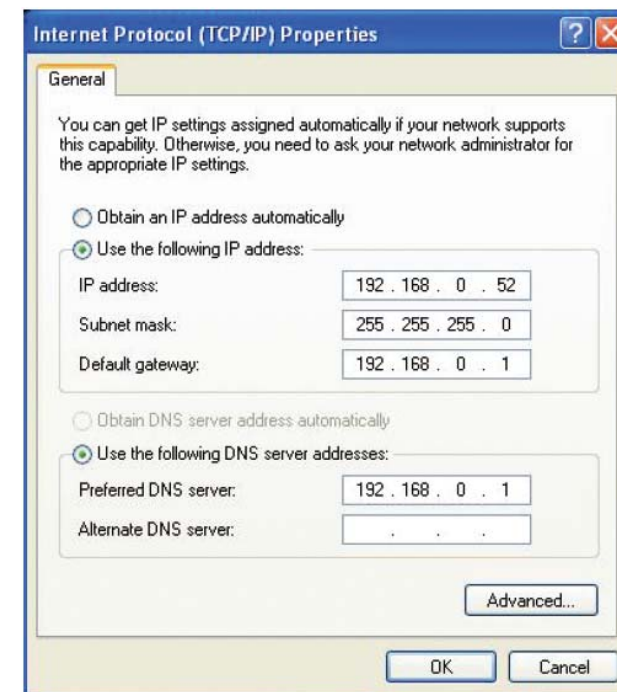 Internet Protocol (TCP/IP) Properties
General
You can get IP settings assigned automatically if your network supports
this capability. Otherwise, you need to ask your network administrator for
the appropriate IP settings.
Obtain an IP address automatically
Use the following IP address:
IP address: 192 . 168 . 0 . 52
Subnet mask: 255 . 255 . 255 . 0
Default gateway: 192 . 168 . 0 . 1
Obtain DNS server address automatically
Use the following DNS server addresses:
Preferred DNS server: 192 . 168 . 0 . 1
Alternate DNS server: . . .
Advanced...
OK Cancel